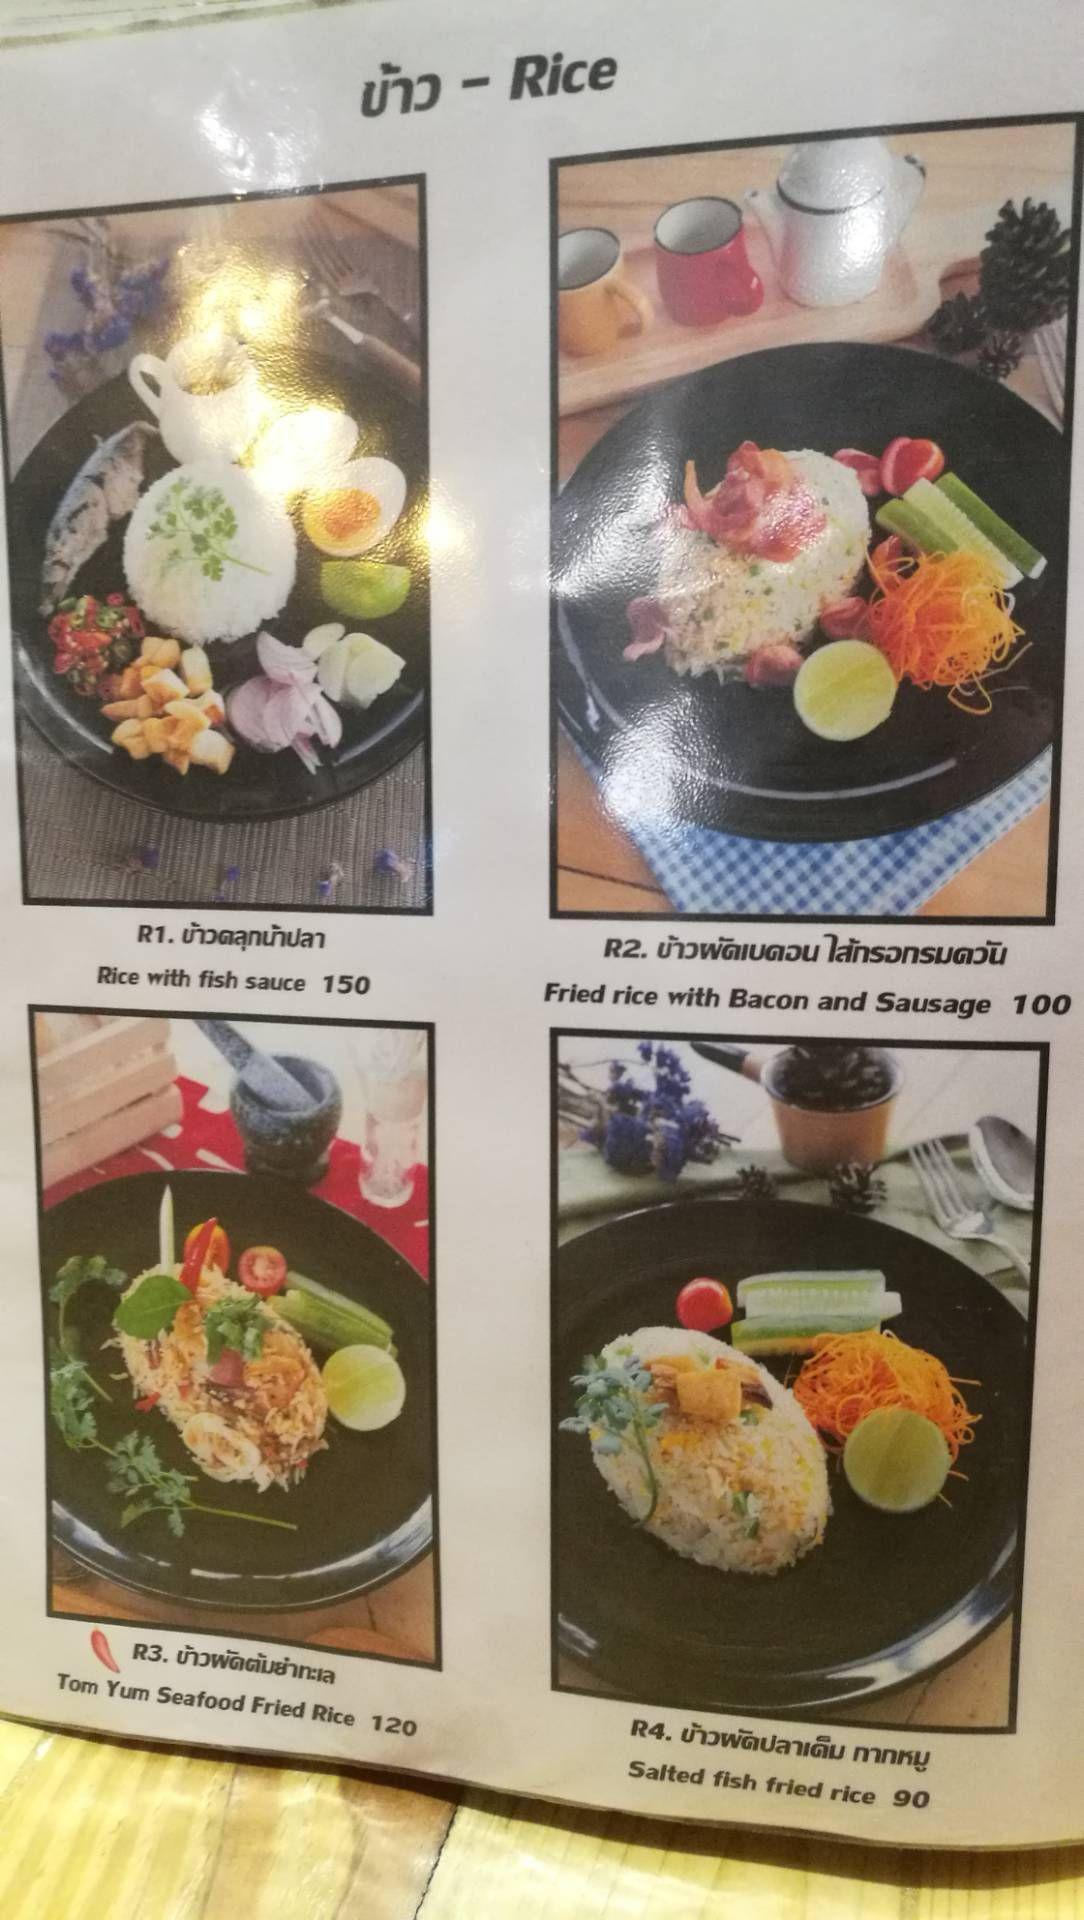 ข้าว - Rice
R1. ข้าวคลุกน้ำปลา
Rice with fish sauce 150
R2. ข้าวผัดเบคอน ไส้กรอกรมควัน
Fried rice with Bacon and Sausage 100
R3. ข้าวผัดต้มยำทะเล
Tom Yum Seafood Fried Rice 120
R4. ข้าวผัดปลาเค็ม กากหมู
Salted fish fried rice 90